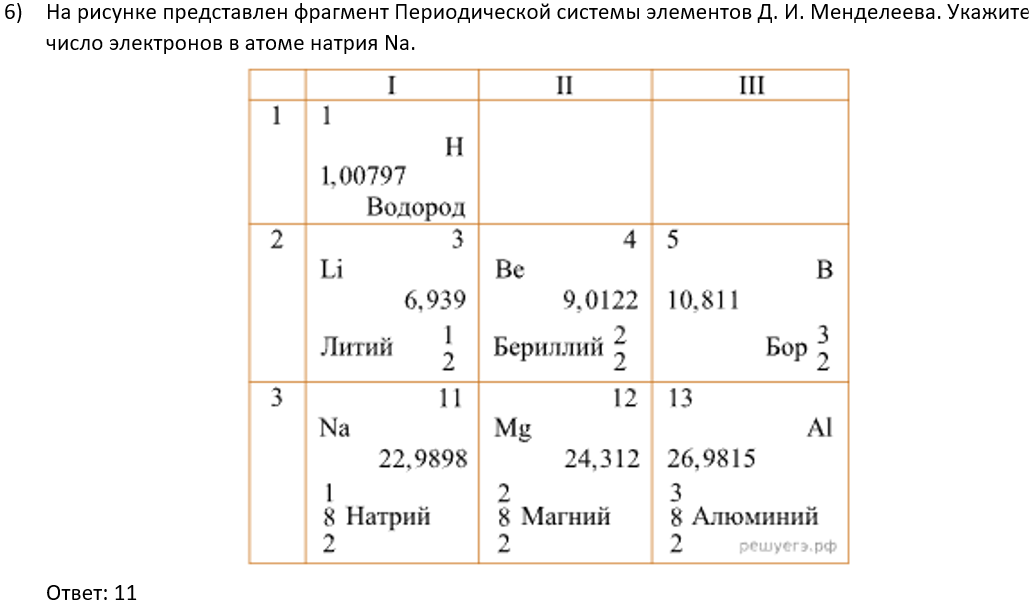 6) На рисунке представлен фрагмент Периодической системы элементов Д. И. Менделеева. Укажите
число электронов в атоме натрия Na.
I II III
1 1
H
1,00797
Водород
2 3 4 5
Li Be B
6,939 9,0122 10,811
Литий 1 2 Бериллий 2 2 Бор 3 2
3 11 12 13
Na Mg Al
22,9898 24,312 26,9815
1 2 3
8 Натрий 8 Магний 8 Алюминий
2 2 2 решуегэ.рф
Ответ: 11